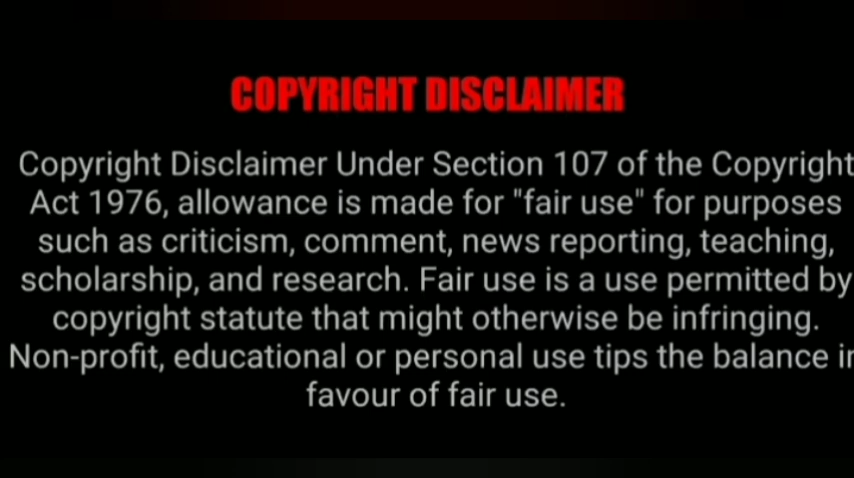 COPYRIGHT DISCLAIMER
Copyright Disclaimer Under Section 107 of the Copyright
Act 1976, allowance is made for "fair use" for purposes
such as criticism, comment, news reporting, teaching,
scholarship, and research. Fair use is a use permitted by
copyright statute that might otherwise be infringing.
Non-profit, educational or personal use tips the balance in
favour of fair use.